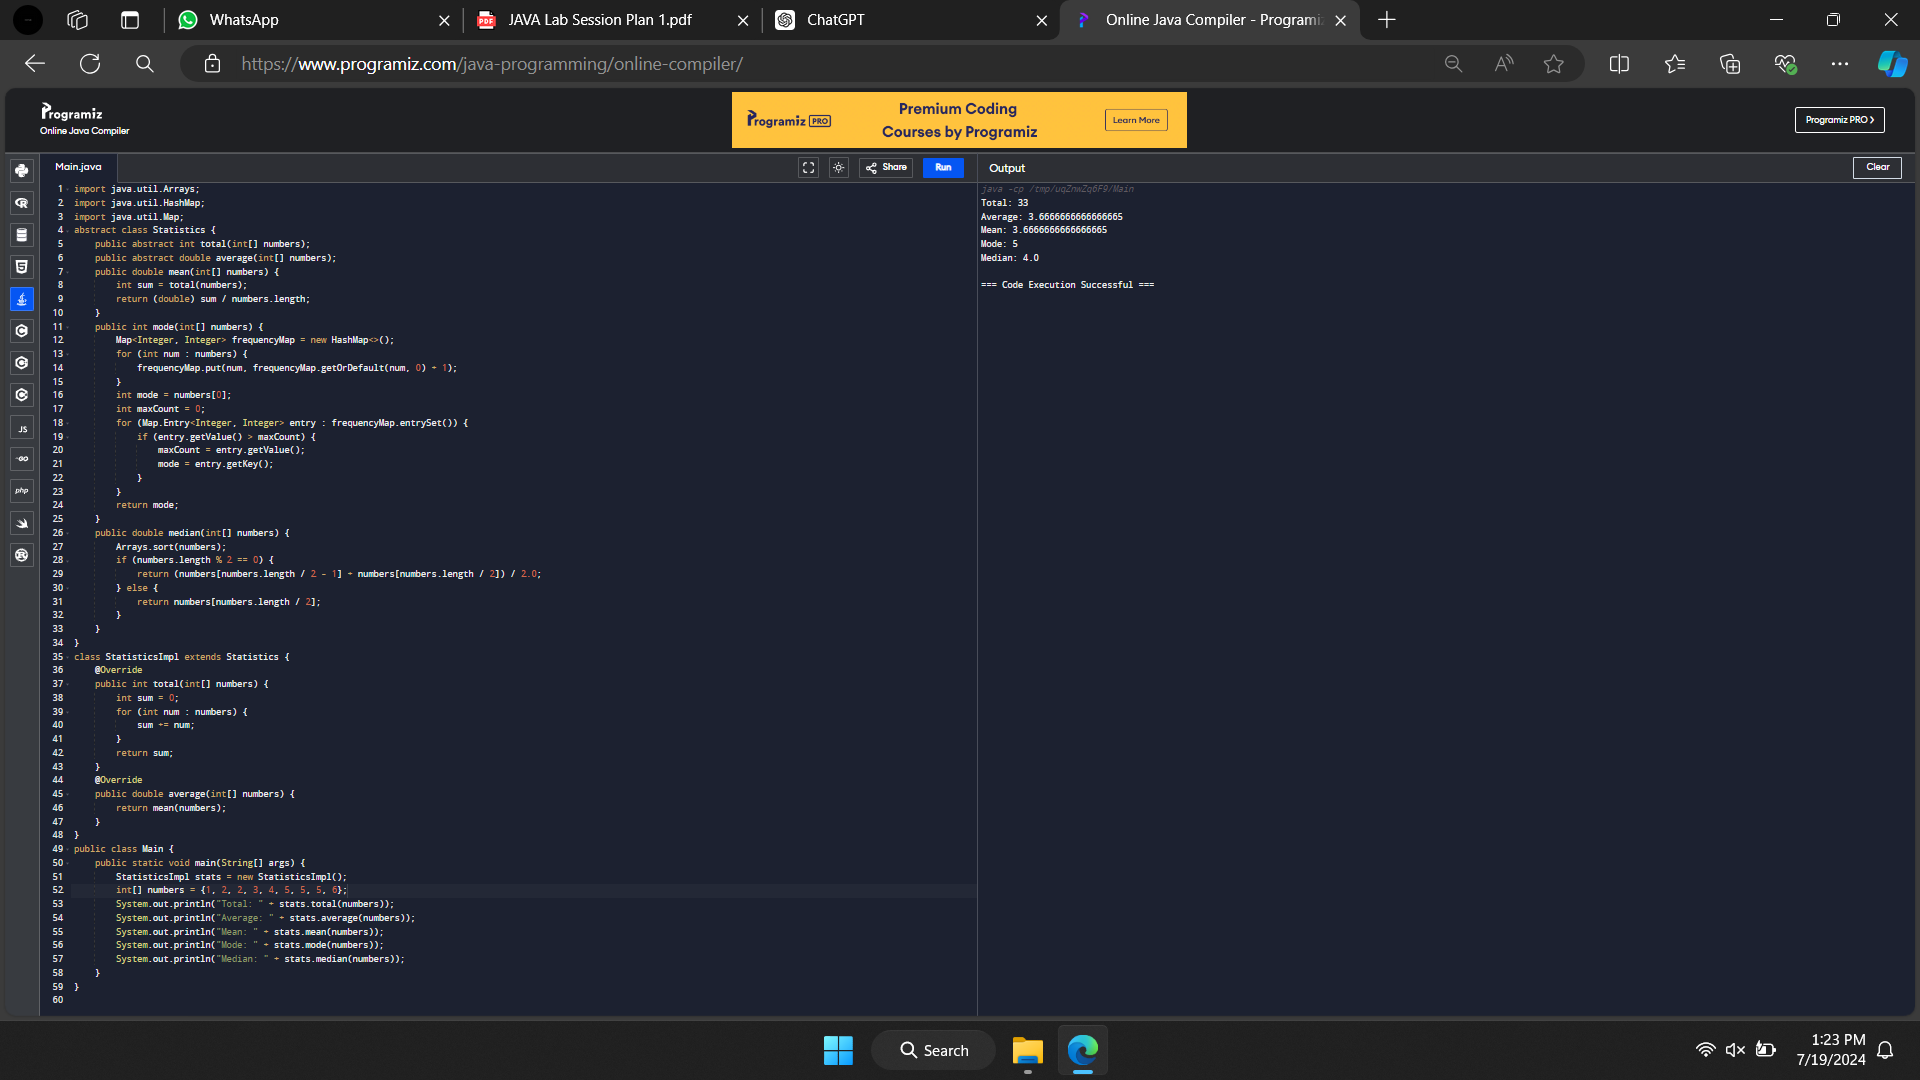 WhatsApp
JAVA Lab Session Plan 1.pdf
ChatGPT
Online Java Compiler - Programiz
https://www.programiz.com/java-programming/online-compiler/
Programiz
Online Java Compiler
Programiz PRO
Premium Coding
Courses by Programiz
Learn More
Programiz PRO >
Main.java
Share
Run
Output
Clear
1 import java.util.Arrays;
2 import java.util.HashMap;
3 import java.util.Map;
4 abstract class Statistics {
5     public abstract int total(int[] numbers);
6     public abstract double average(int[] numbers);
7     public double mean(int[] numbers) {
8         int sum = total(numbers);
9         return (double) sum / numbers.length;
10     }
11     public int mode(int[] numbers) {
12         Map<Integer, Integer> frequencyMap = new HashMap<>();
13         for (int num : numbers) {
14             frequencyMap.put(num, frequencyMap.getOrDefault(num, 0) + 1);
15         }
16         int mode = numbers[0];
17         int maxCount = 0;
18         for (Map.Entry<Integer, Integer> entry : frequencyMap.entrySet()) {
19             if (entry.getValue() > maxCount) {
20                 maxCount = entry.getValue();
21                 mode = entry.getKey();
22             }
23         }
24         return mode;
25     }
26     public double median(int[] numbers) {
27         Arrays.sort(numbers);
28         if (numbers.length % 2 == 0) {
29             return (numbers[numbers.length / 2 - 1] + numbers[numbers.length / 2]) / 2.0;
30         } else {
31             return numbers[numbers.length / 2];
32         }
33     }
34 }
35 class StatisticsImpl extends Statistics {
36     @Override
37     public int total(int[] numbers) {
38         int sum = 0;
39         for (int num : numbers) {
40             sum += num;
41         }
42         return sum;
43     }
44     @Override
45     public double average(int[] numbers) {
46         return mean(numbers);
47     }
48 }
49 public class Main {
50     public static void main(String[] args) {
51         StatisticsImpl stats = new StatisticsImpl();
52         int[] numbers = {1, 2, 2, 3, 4, 5, 5, 5, 6};
53         System.out.println("Total: " + stats.total(numbers));
54         System.out.println("Average: " + stats.average(numbers));
55         System.out.println("Mean: " + stats.mean(numbers));
56         System.out.println("Mode: " + stats.mode(numbers));
57         System.out.println("Median: " + stats.median(numbers));
58     }
59 }
60
java -cp /tmp/uqZnwZq6F9/Main
Total: 33
Average: 3.6666666666666665
Mean: 3.6666666666666665
Mode: 5
Median: 4.0
=== Code Execution Successful ===
JS
GO
php
Search
1:23 PM
7/19/2024